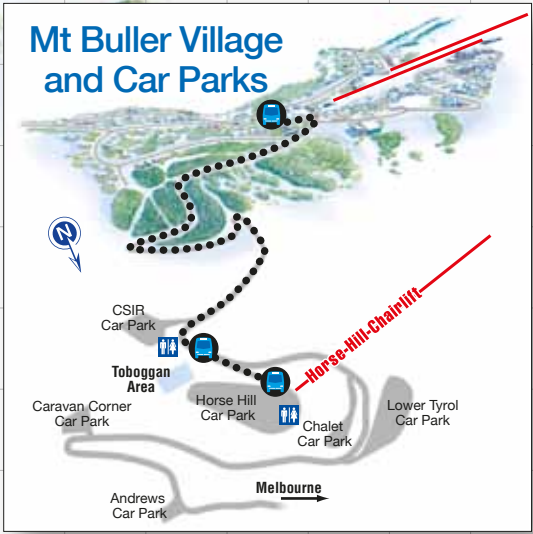 Mt Buller Village
and Car Parks
N
CSIR
Car Park
Horse-Hill-Chairlift
Toboggan
Area
Horse Hill
Car Park
Caravan Corner
Car Park
Chalet
Car Park
Lower Tyrol
Car Park
Andrews
Car Park
Melbourne